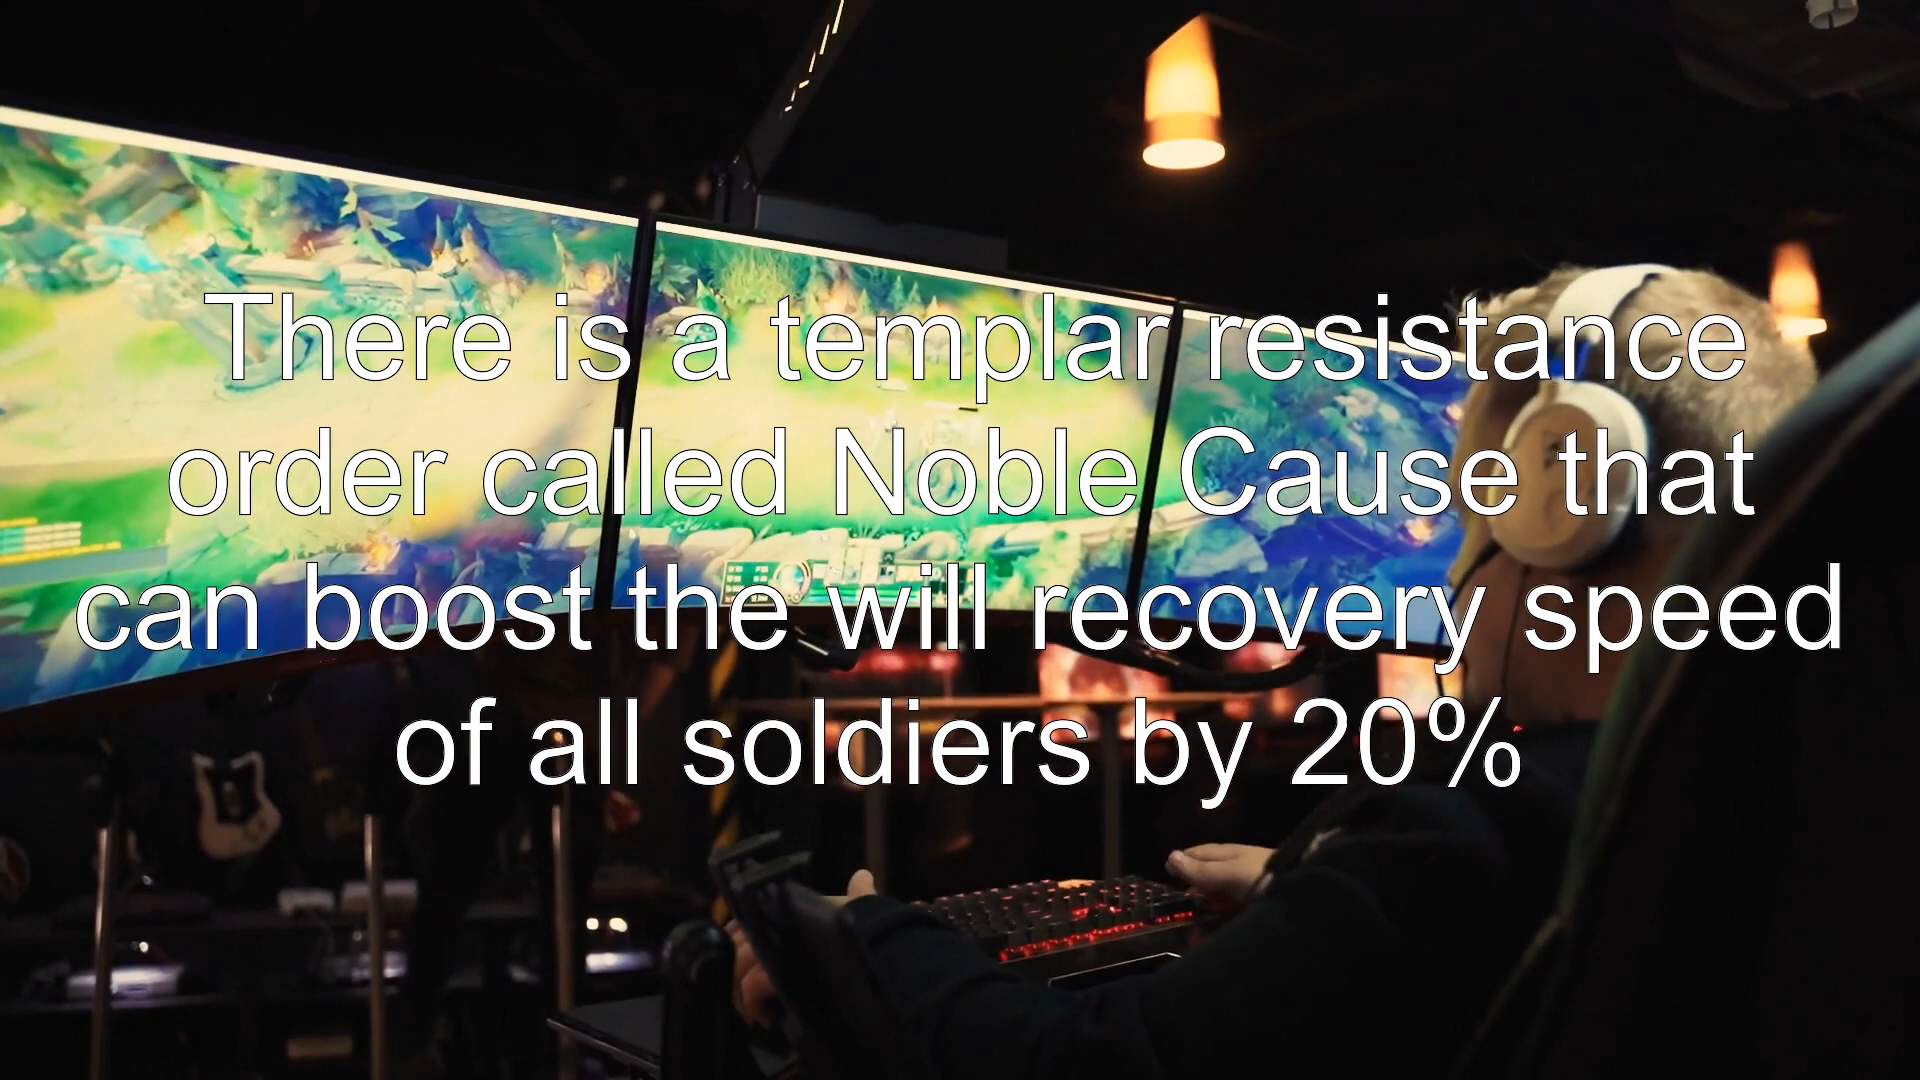 There is a templar resistance
order called Noble Cause that
can boost the will recovery speed
of all soldiers by 20%